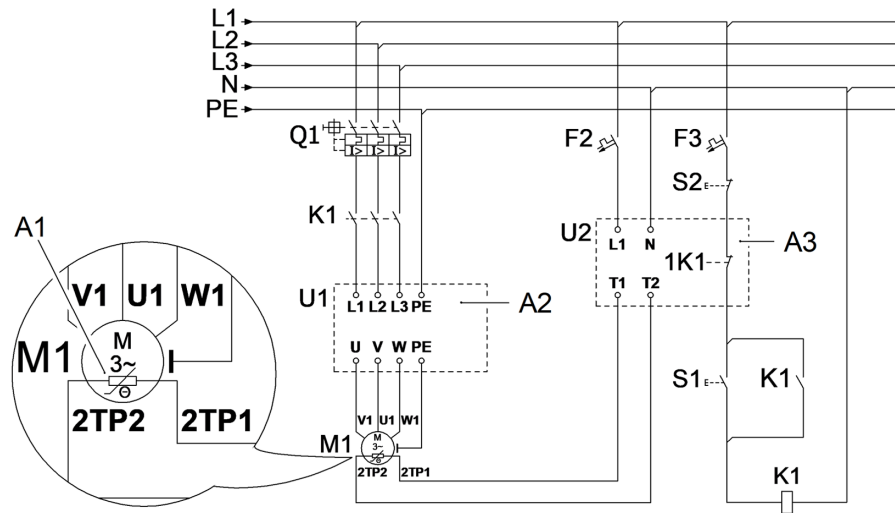 L1
L2
L3
N
PE
Q1
I> I> I>
F2
F3
S2
K1
U2
L1 N
1K1
A3
T1 T2
A1
V1 U1 W1
U1
L1 L2 L3 PE
A2
U V W PE
M1
M
3~
Θ
2TP2 2TP1
S1
K1
V1 U1 W1
M1
M
3~
2TP2 2TP1
K1